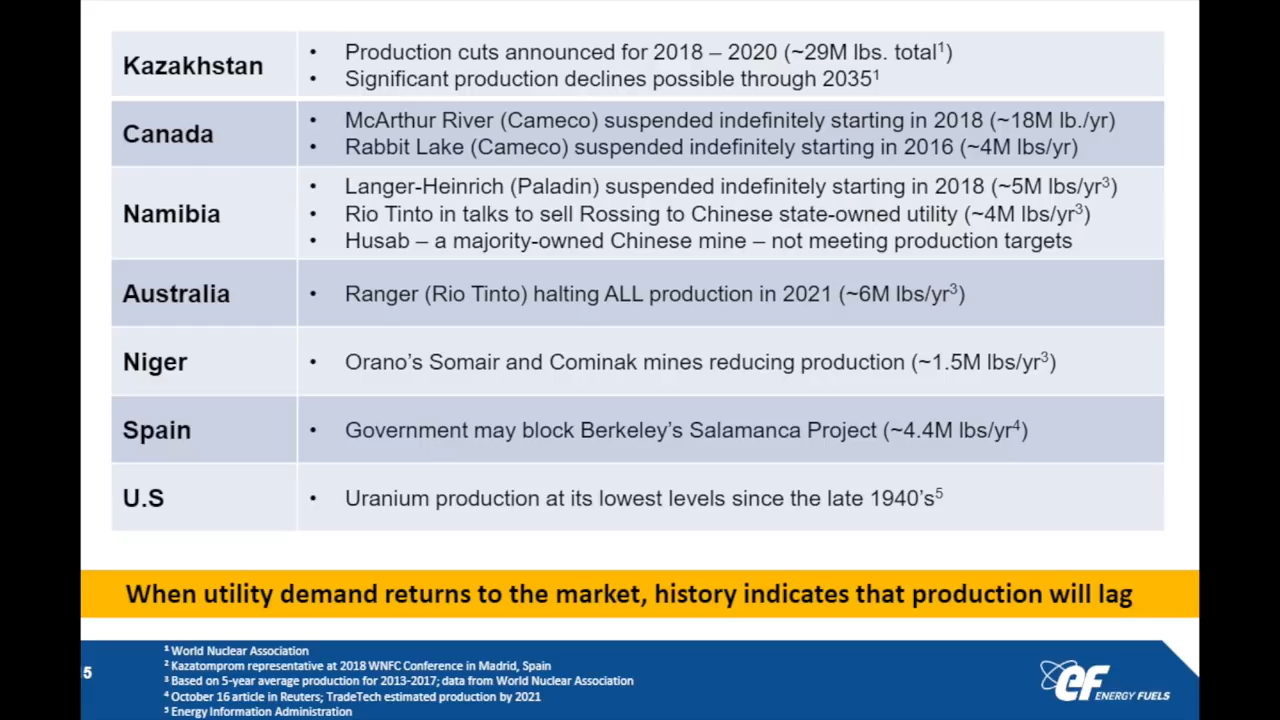 Kazakhstan
• Production cuts announced for 2018 – 2020 (~29M lbs. total¹)
• Significant production declines possible through 2035¹
Canada
• McArthur River (Cameco) suspended indefinitely starting in 2018 (~18M lb./yr)
• Rabbit Lake (Cameco) suspended indefinitely starting in 2016 (~4M lbs/yr)
Namibia
• Langer-Heinrich (Paladin) suspended indefinitely starting in 2018 (~5M lbs/yr³)
• Rio Tinto in talks to sell Rossing to Chinese state-owned utility (~4M lbs/yr³)
• Husab – a majority-owned Chinese mine – not meeting production targets
Australia
• Ranger (Rio Tinto) halting ALL production in 2021 (~6M lbs/yr³)
Niger
• Orano’s Somair and Cominak mines reducing production (~1.5M lbs/yr³)
Spain
• Government may block Berkeley’s Salamanca Project (~4.4M lbs/yr⁴)
U.S
• Uranium production at its lowest levels since the late 1940’s⁵
When utility demand returns to the market, history indicates that production will lag
¹ World Nuclear Association
² Kazatomprom representative at 2018 WNFC Conference in Madrid, Spain
³ Based on 5-year average production for 2013-2017; data from World Nuclear Association
⁴ October 16 article in Reuters; TradeTech estimated production by 2021
⁵ Energy Information Administration
5
ef ENERGY FUELS